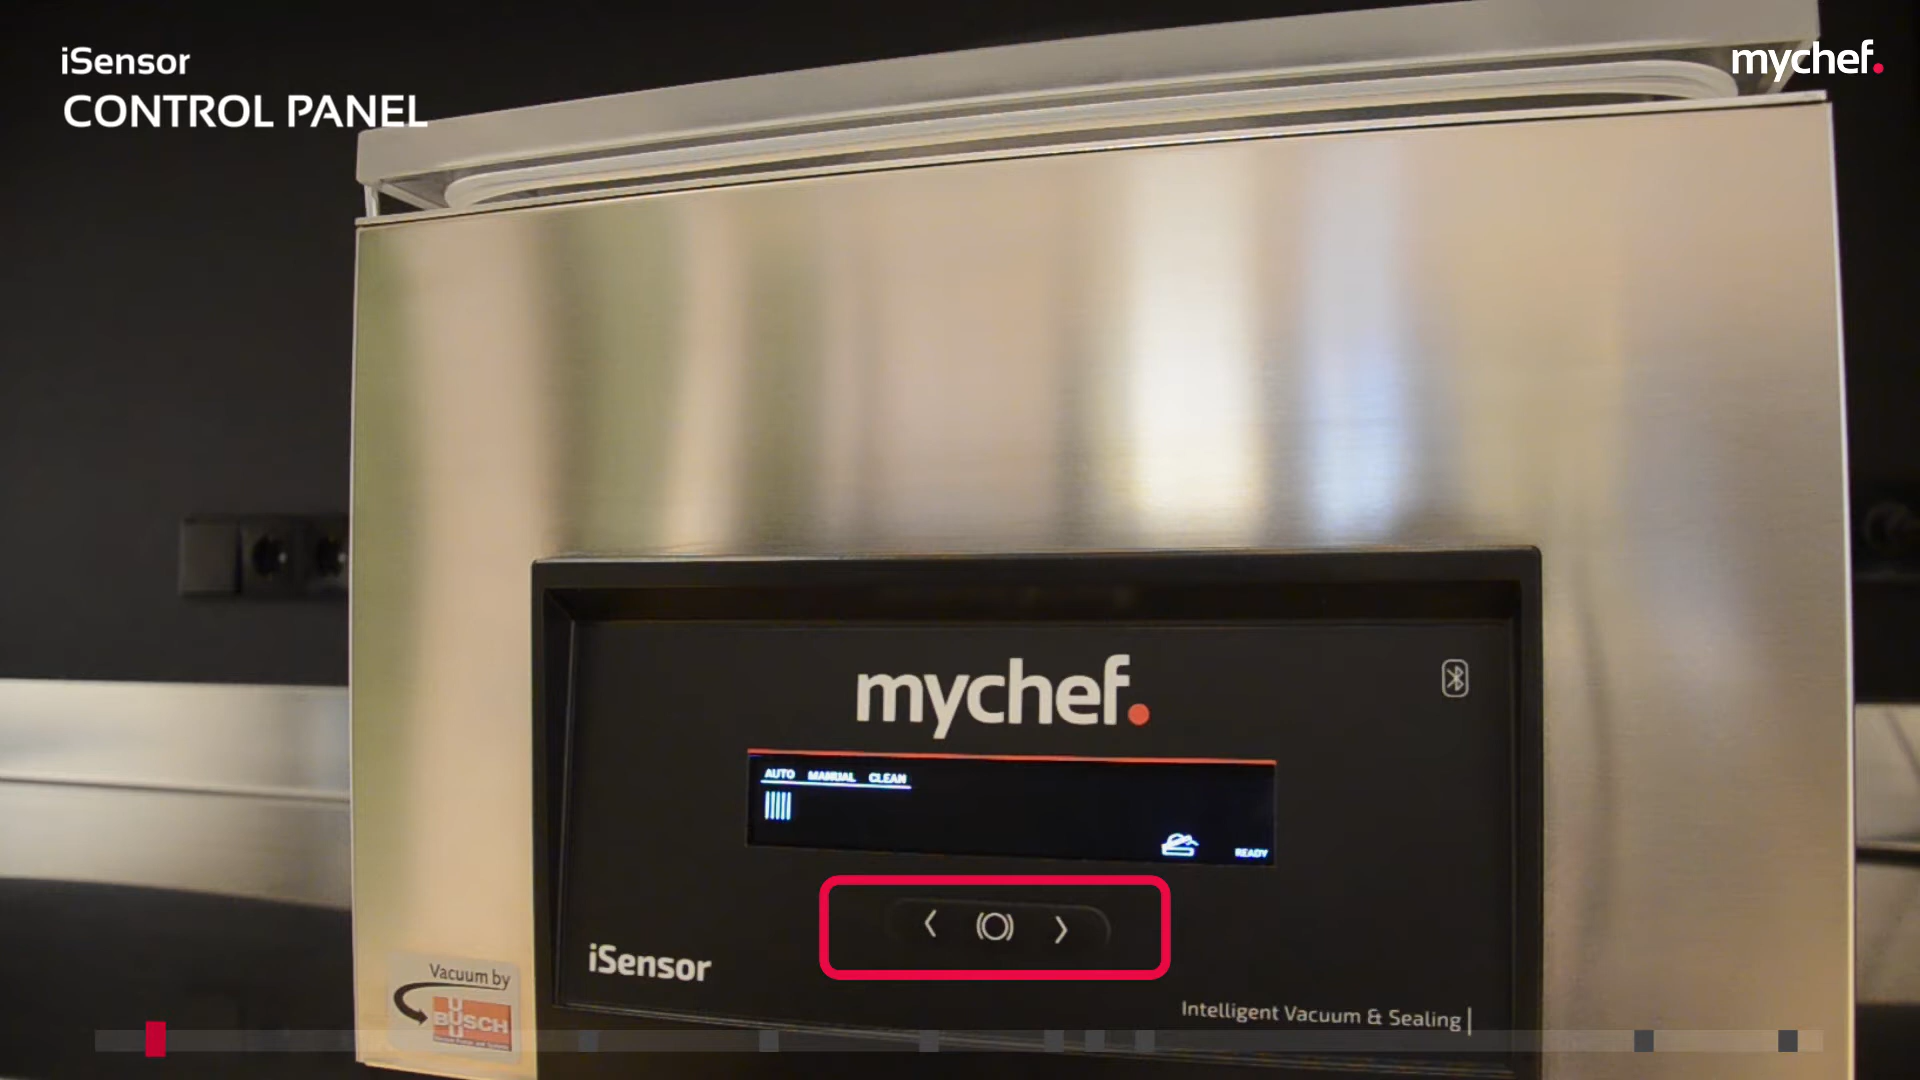 iSensor
CONTROL PANEL
mychef.
mychef.
AUTO MANUAL CLEAN
READY
iSensor
Vacuum by
BUSCH
Intelligent Vacuum & Sealing